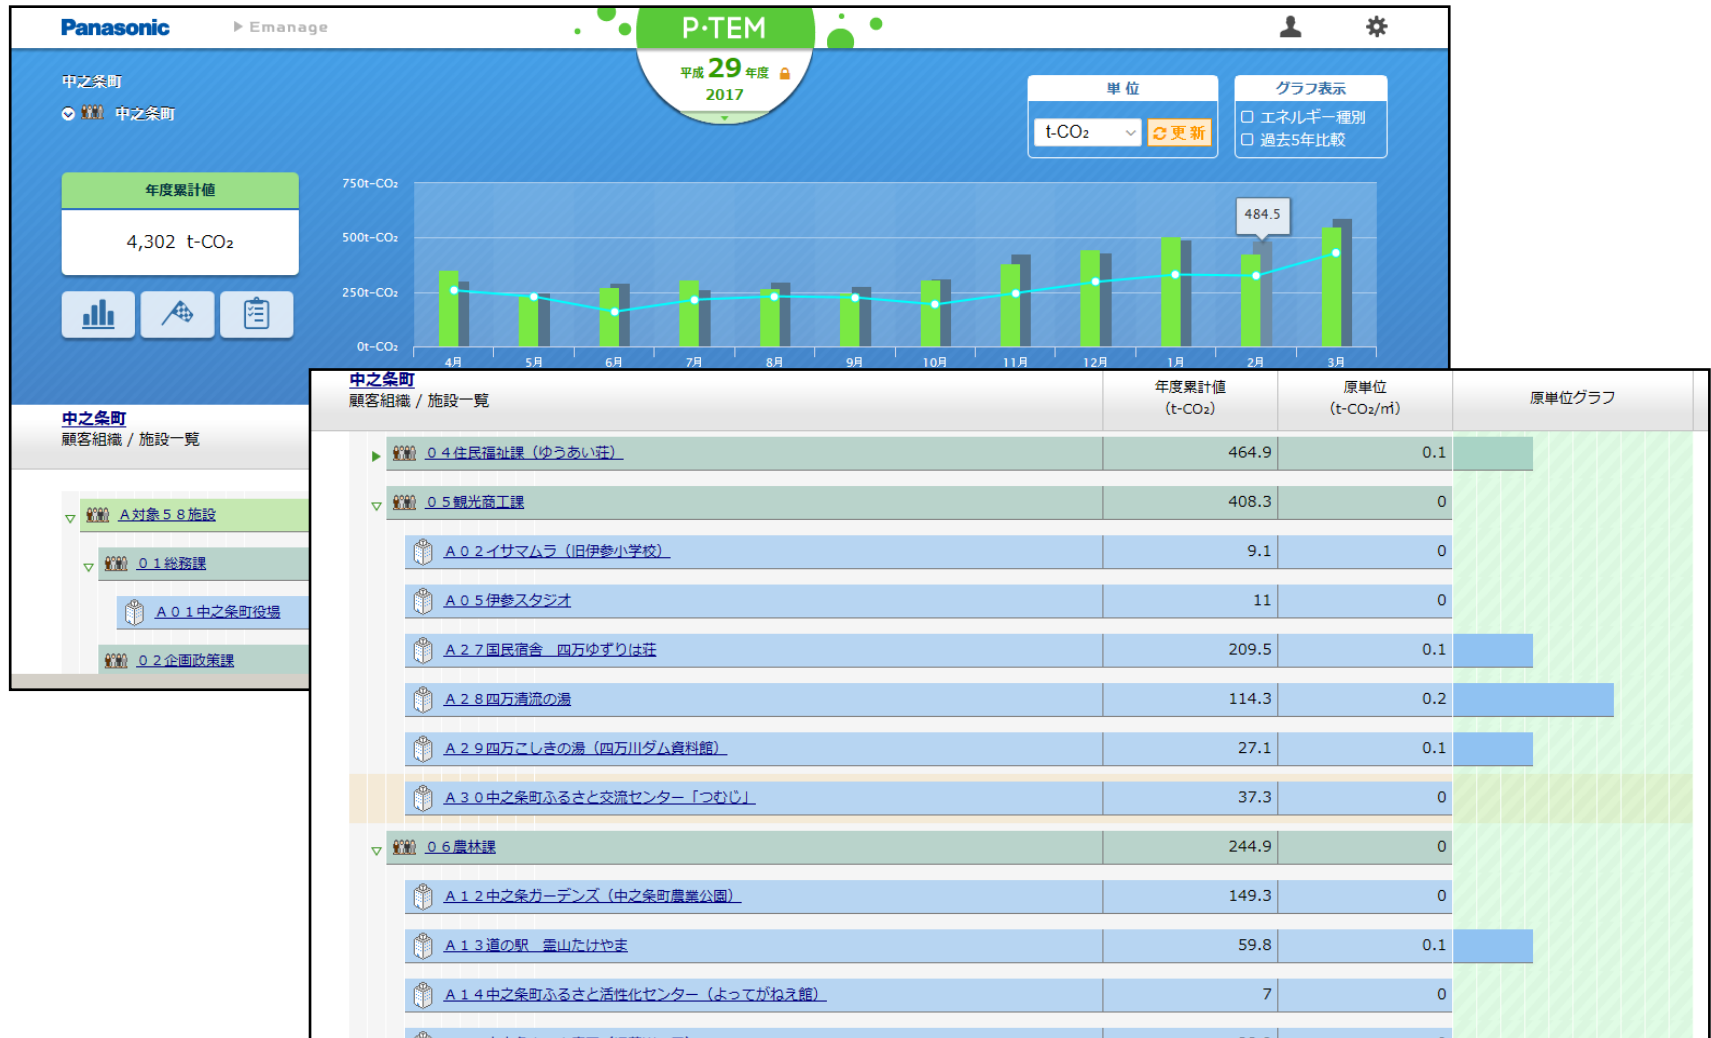 Panasonic
Emanage
P·TEM
平成 29 年度
2017
中之条町
中之条町
単 位
t-CO₂
更 新
グラフ表示
エネルギー種別
過去5年比較
年度累計値
4,302 t-CO₂
750t-CO₂
500t-CO₂
250t-CO₂
0t-CO₂
484.5
4月 5月 6月 7月 8月 9月 10月 11月 12月 1月 2月 3月
中之条町
顧客組織 / 施設一覧
A対象５８施設
０１総務課
A０１中之条町役場
０２企画政策課
中之条町
顧客組織 / 施設一覧
年度累計値
(t-CO₂)
原単位
(t-CO₂/㎡)
原単位グラフ
０４住民福祉課（ゆうあい荘） 464.9 0.1
０５観光商工課 408.3 0
A０２イサマムラ（旧伊参小学校） 9.1 0
A０５伊参スタジオ 11 0
A２７国民宿舎　四万ゆずりは荘 209.5 0.1
A２８四万清流の湯 114.3 0.2
A２９四万こしきの湯（四万川ダム資料館） 27.1 0.1
A３０中之条町ふるさと交流センター「つむじ」 37.3 0
０６農林課 244.9 0
A１２中之条ガーデンズ（中之条町農業公園） 149.3 0
A１３道の駅　霊山たけやま 59.8 0.1
A１４中之条町ふるさと活性化センター（よってがねえ館） 7 0